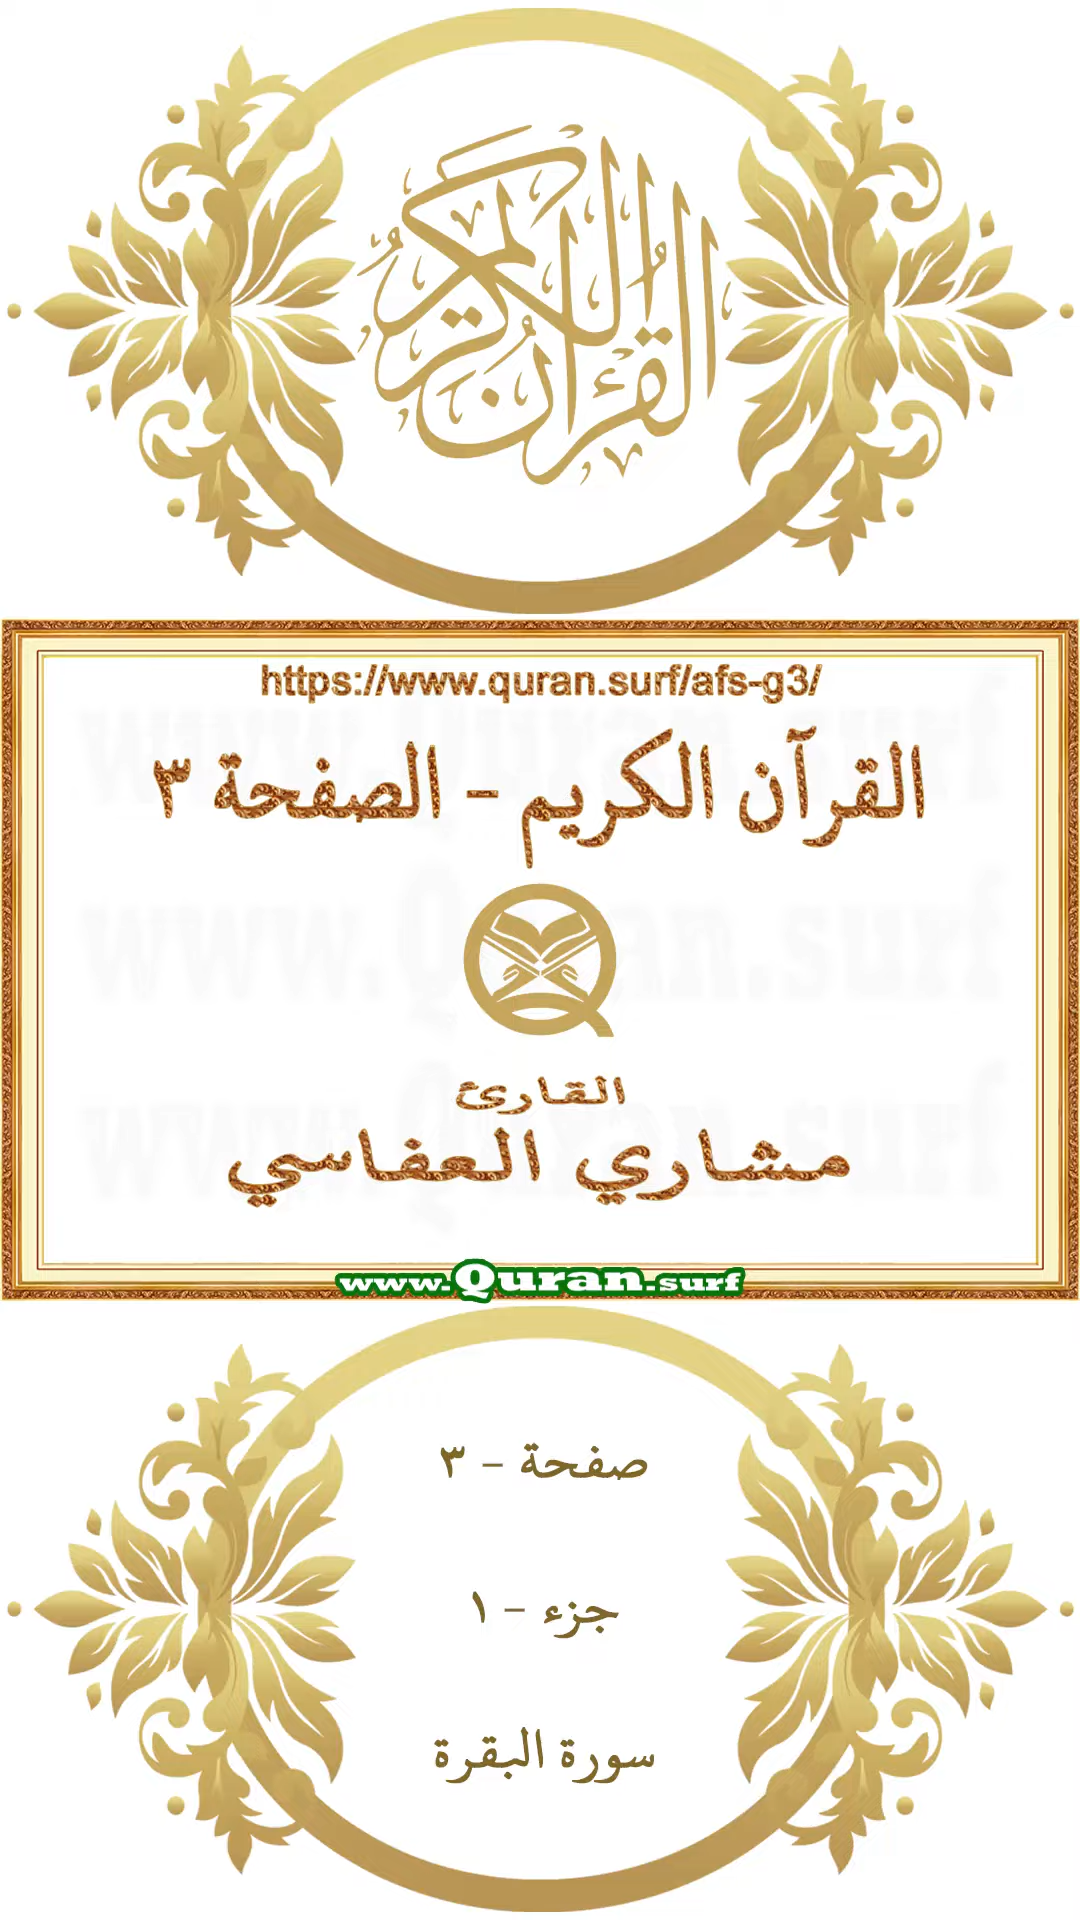 القرآن الكريم
https://www.quran.surf/afs-g3/
القرآن الكريم - الصفحة ٣
القارئ
مشاري العفاسي
www.Quran.surf
صفحة - ٣
جزء - ١
سورة البقرة